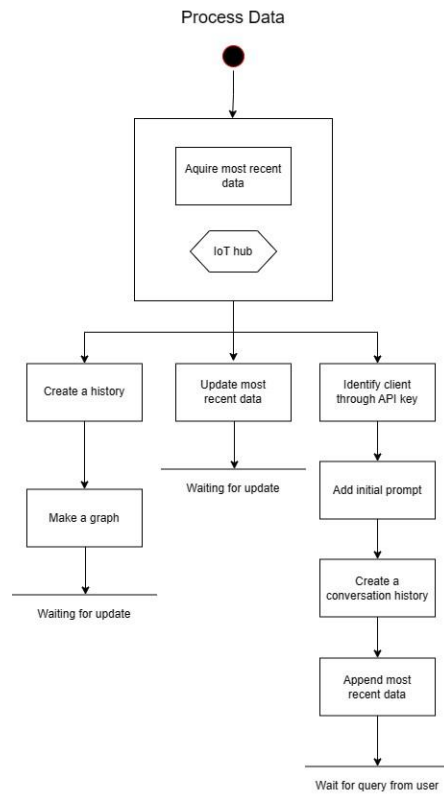 Process Data
Aquire most recent
data
IoT hub
Create a history
Update most
recent data
Identify client
through API key
Waiting for update
Add initial prompt
Make a graph
Create a
conversation history
Waiting for update
Append most
recent data
Wait for query from user